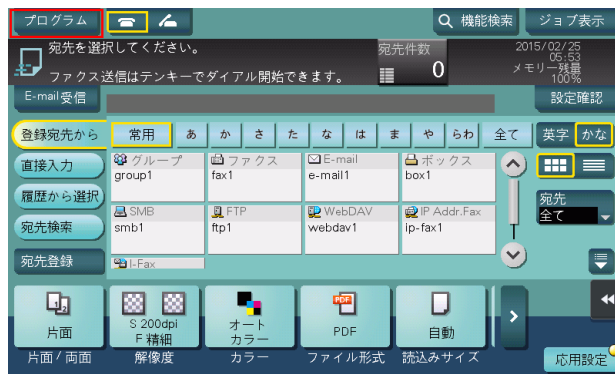 プログラム
機能検索
ジョブ表示
宛先を選択してください。
ファクス送信はテンキーでダイアル開始できます。
宛先件数
0
2015/02/25
05:53
メモリー残量
100%
E-mail受信
設定確認
登録宛先から
常用 あ か さ た な は ま や らわ 全て
英字 かな
直接入力
グループ
group1
ファクス
fax1
E-mail
e-mail1
ボックス
box1
履歴から選択
宛先
全て
宛先検索
SMB
smb1
FTP
ftp1
WebDAV
webdav1
IP Addr.Fax
ip-fax1
宛先登録
I-Fax
片面
片面/両面
S 200dpi
F 精細
解像度
オート
カラー
カラー
PDF
PDF
ファイル形式
自動
読込みサイズ
応用設定